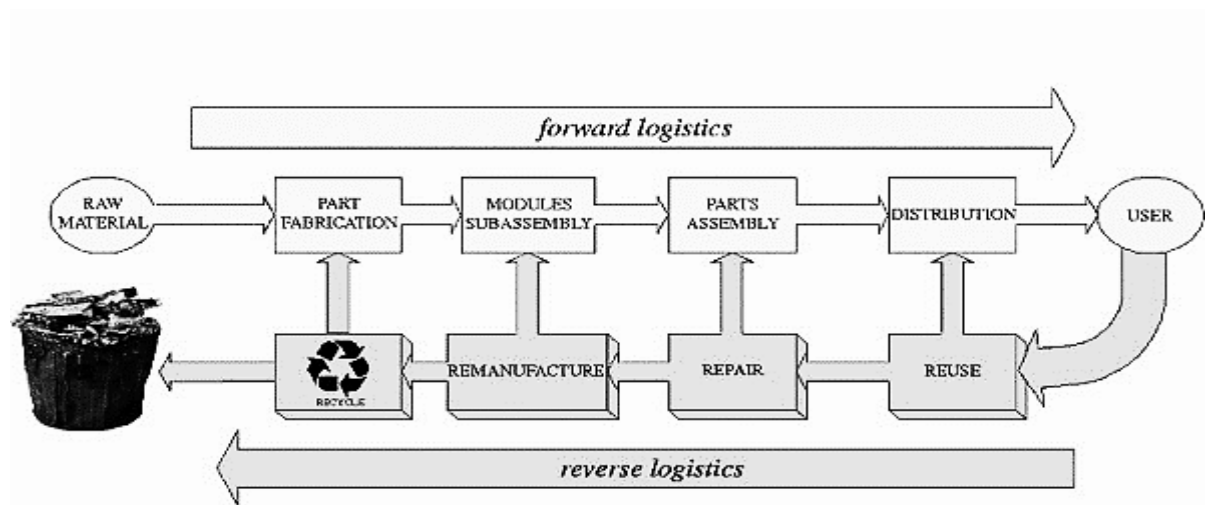 forward logistics
RAW
MATERIAL
PART
FABRICATION
MODULES
SUBASSEMBLY
PARTS
ASSEMBLY
DISTRIBUTION
USER
RECYCLE
REMANUFACTURE
REPAIR
REUSE
reverse logistics